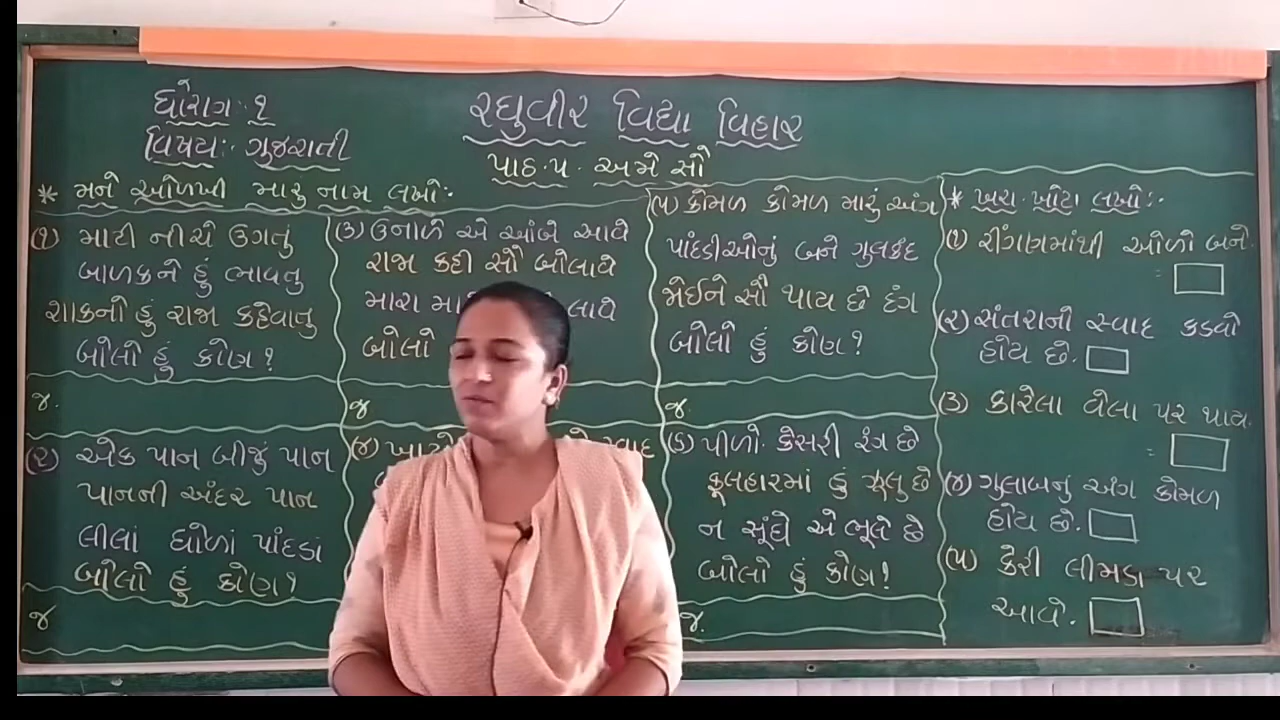 ધોરણ : ૧
વિષય : ગુજરાતી
રઘુવીર વિદ્યા વિહાર
પાઠ.પ. અમે સૌ
* મને ઓળખી મારુ નામ લખો:-
(૧) માટી નીચે ઉગતું
બાળકને હું ભાવતુ
શાકનો હું રાજા કહેવાતુ
બોલો હું કોણ?
જ.
(૨) એક પાન બીજું પાન
પાનની અંદર પાન
લીલાં ધોળાં પાંદડાં
બોલો હું કોણ?
જ
(૩) ઉનાળે એ આંબે આવે
રાજા કહી સૌ બોલાવે
મારા લાવે
બોલો
જ
(૪) સ્વાદ
(૫) કોમળ કોમળ મારું અંગ
પાંદડીઓનું બને ગુલકંદ
જોઈને સૌ થાય છે દંગ
બોલો હું કોણ?
જ.
(૬) પીળો કેસરી રંગ છે
ફૂલહારમાં હું ઝૂલુ છે
ન સૂંઘે એ ભૂલે છે
બોલો હું કોણ!
જ.
* ખરા ખોટા લખો:-
(૧) રીંગણમાંથી ઓળો બને.
(૨) સંતરાનો સ્વાદ કડવો
હોય છે.
(૩) કારેલા વેલા પર થાય.
(૪) ગુલાબનુ અંગ કોમળ
હોય છે.
(૫) કેરી લીમડા પર
આવે.